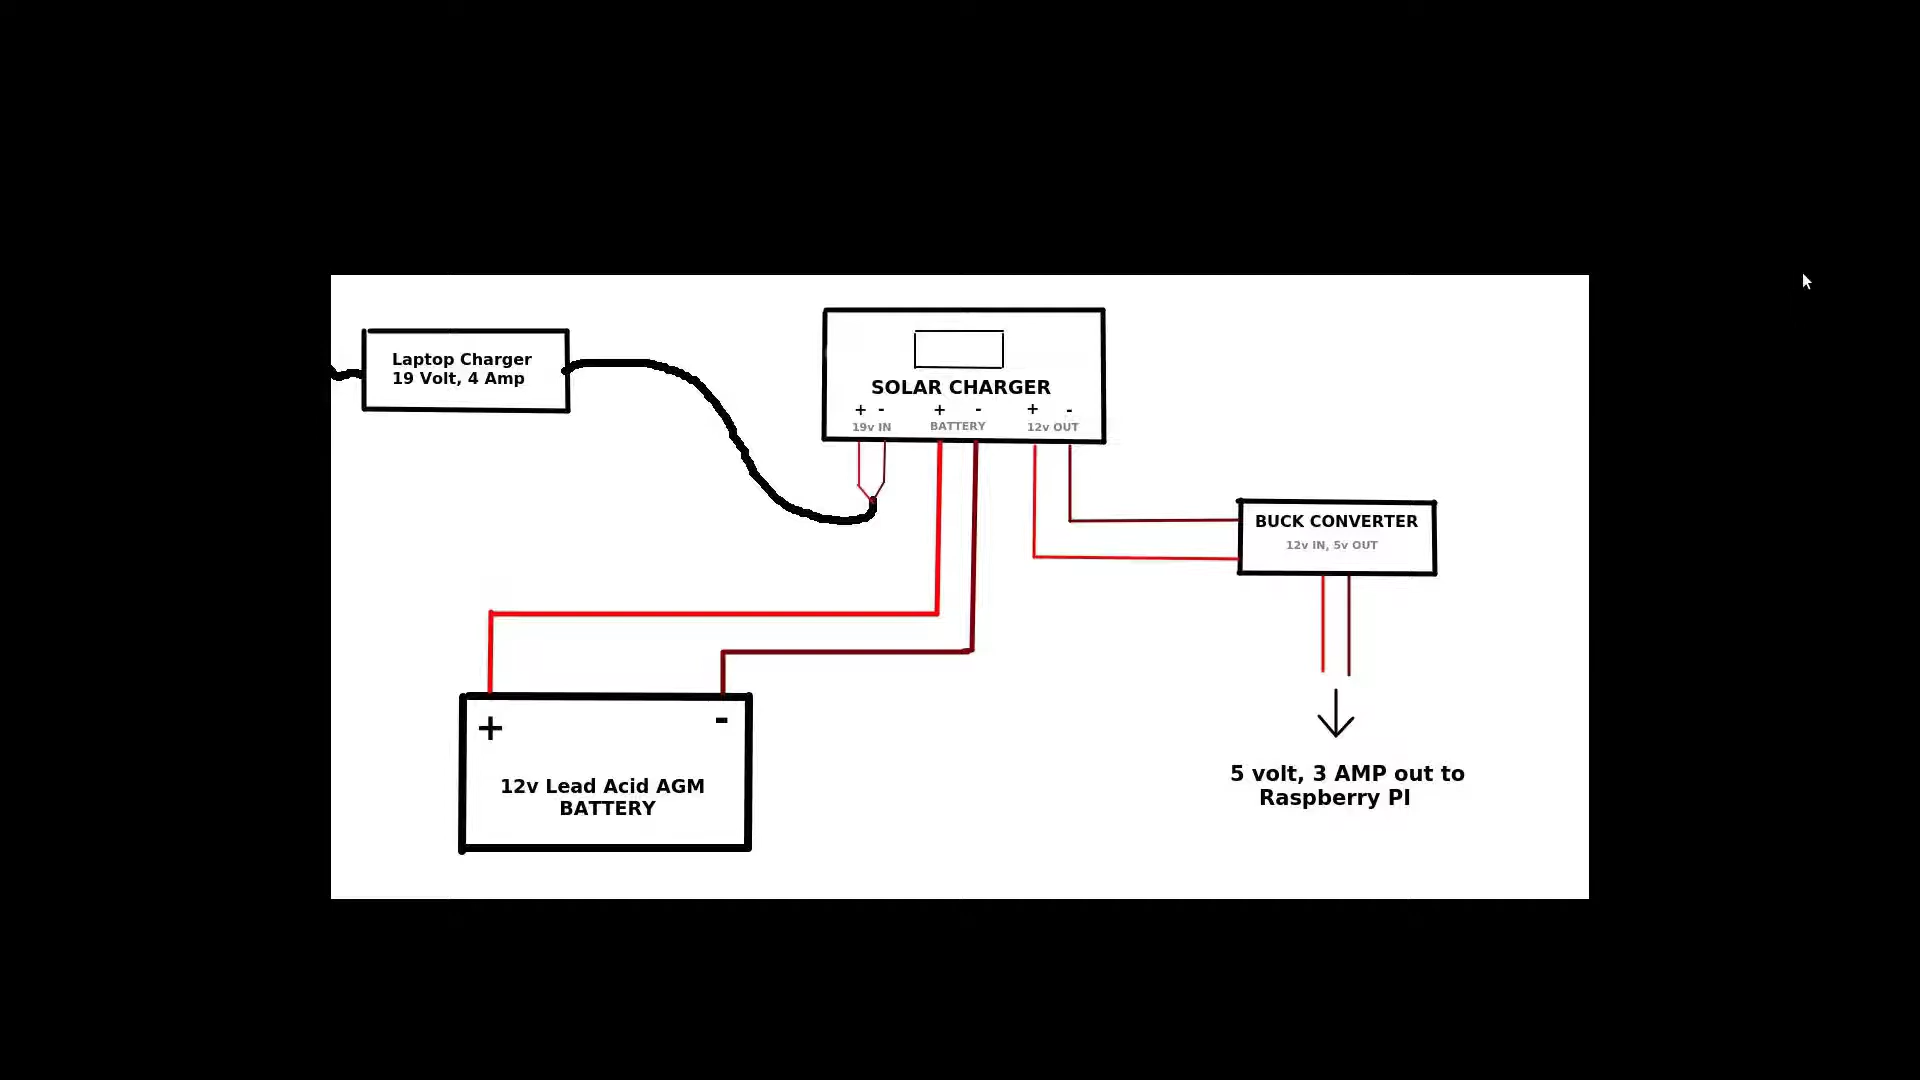 Laptop Charger
19 Volt, 4 Amp
SOLAR CHARGER
+ - + - + -
19v IN BATTERY 12v OUT
BUCK CONVERTER
12v IN, 5v OUT
+ -
12v Lead Acid AGM
BATTERY
5 volt, 3 AMP out to
Raspberry PI